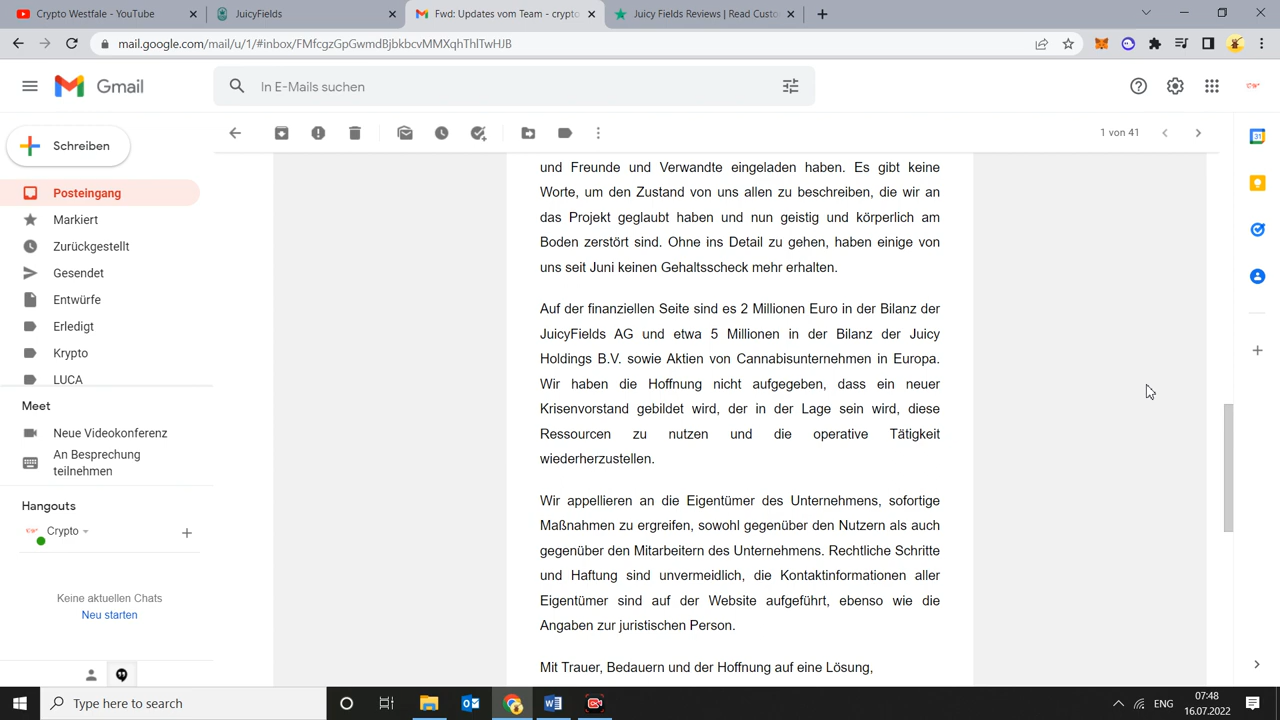 Crypto Westfale - YouTube
JuicyFields
Fwd: Updates vom Team - crypto
Juicy Fields Reviews | Read Custo
mail.google.com/mail/u/1/#inbox/FMfcgzGpGwmdBjbkbcvMMXqhThlTwHJB
Gmail
In E-Mails suchen
1 von 41
Schreiben
Posteingang
Markiert
Zurückgestellt
Gesendet
Entwürfe
Erledigt
Krypto
LUCA
Meet
Neue Videokonferenz
An Besprechung
teilnehmen
Hangouts
Crypto
Keine aktuellen Chats
Neu starten
und Freunde und Verwandte eingeladen haben. Es gibt keine
Worte, um den Zustand von uns allen zu beschreiben, die wir an
das Projekt geglaubt haben und nun geistig und körperlich am
Boden zerstört sind. Ohne ins Detail zu gehen, haben einige von
uns seit Juni keinen Gehaltsscheck mehr erhalten.
Auf der finanziellen Seite sind es 2 Millionen Euro in der Bilanz der
JuicyFields AG und etwa 5 Millionen in der Bilanz der Juicy
Holdings B.V. sowie Aktien von Cannabisunternehmen in Europa.
Wir haben die Hoffnung nicht aufgegeben, dass ein neuer
Krisenvorstand gebildet wird, der in der Lage sein wird, diese
Ressourcen zu nutzen und die operative Tätigkeit
wiederherzustellen.
Wir appellieren an die Eigentümer des Unternehmens, sofortige
Maßnahmen zu ergreifen, sowohl gegenüber den Nutzern als auch
gegenüber den Mitarbeitern des Unternehmens. Rechtliche Schritte
und Haftung sind unvermeidlich, die Kontaktinformationen aller
Eigentümer sind auf der Website aufgeführt, ebenso wie die
Angaben zur juristischen Person.
Mit Trauer, Bedauern und der Hoffnung auf eine Lösung,
31
Type here to search
ENG
07:48
16.07.2022